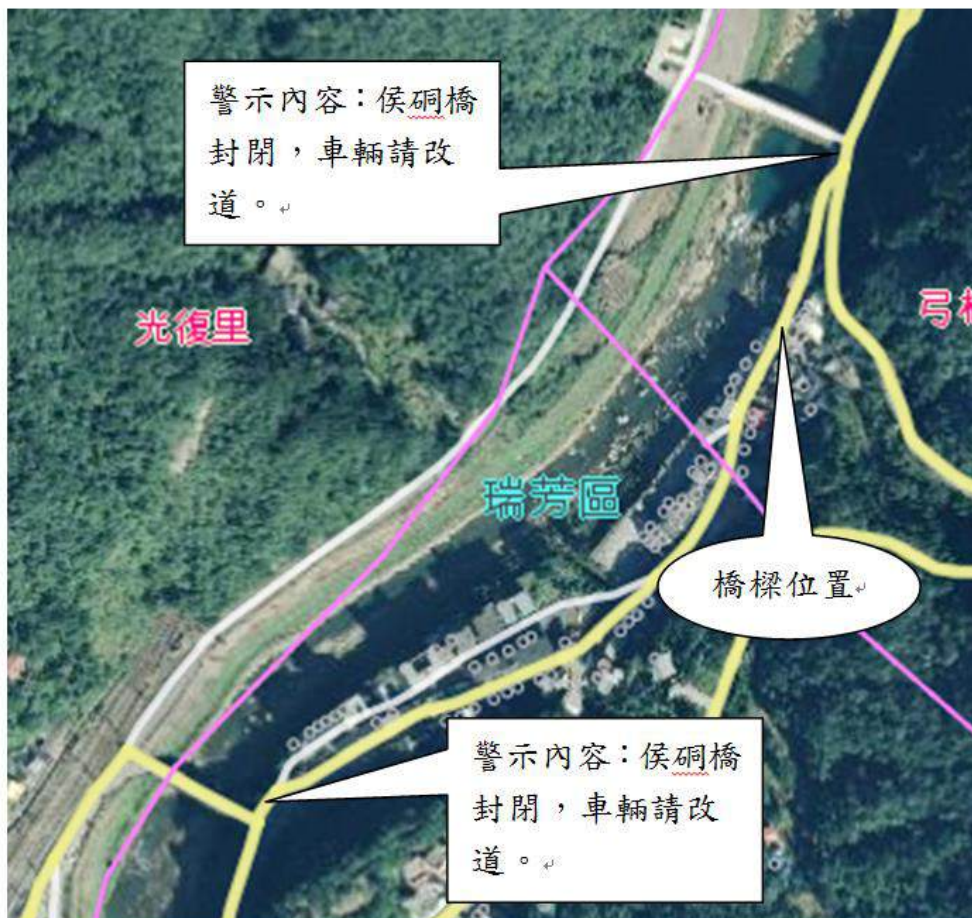 警示內容：侯硐橋
封閉，車輛請改
道。
光復里
弓
瑞芳區
橋樑位置
警示內容：侯硐橋
封閉，車輛請改
道。